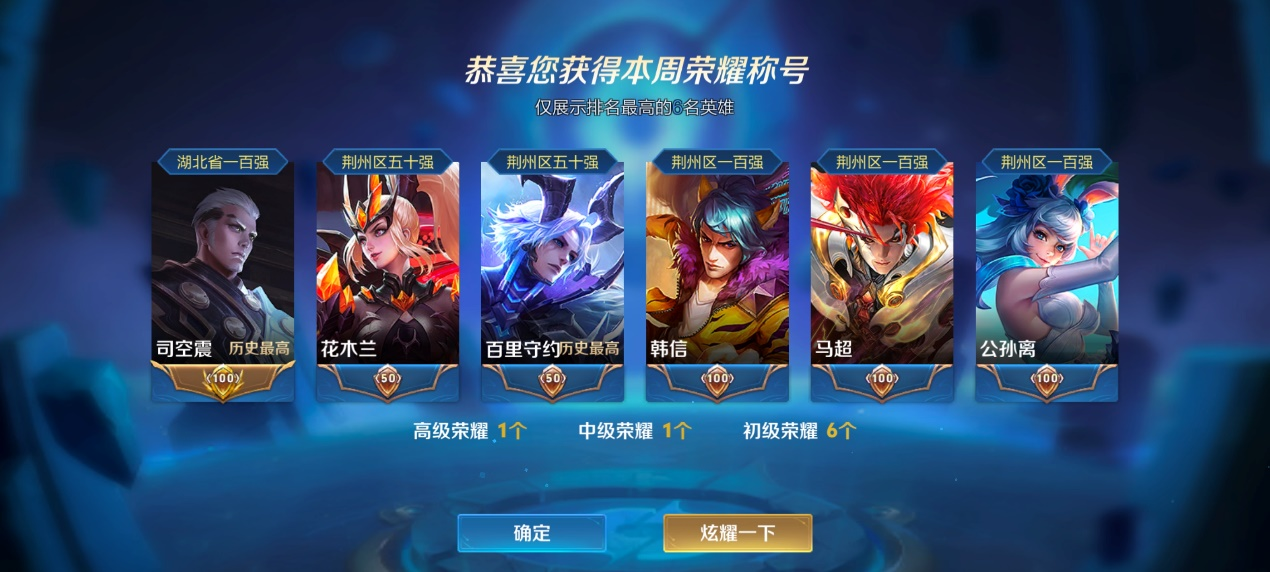 恭喜您获得本周荣耀称号
仅展示排名最高的6名英雄
湖北省一百强
荆州区五十强
荆州区五十强
荆州区一百强
荆州区一百强
荆州区一百强
司空震 历史最高
花木兰
百里守约历史最高
韩信
马超
公孙离
100
50
50
100
100
100
高级荣耀 1个
中级荣耀 1个
初级荣耀 6个
确定
炫耀一下